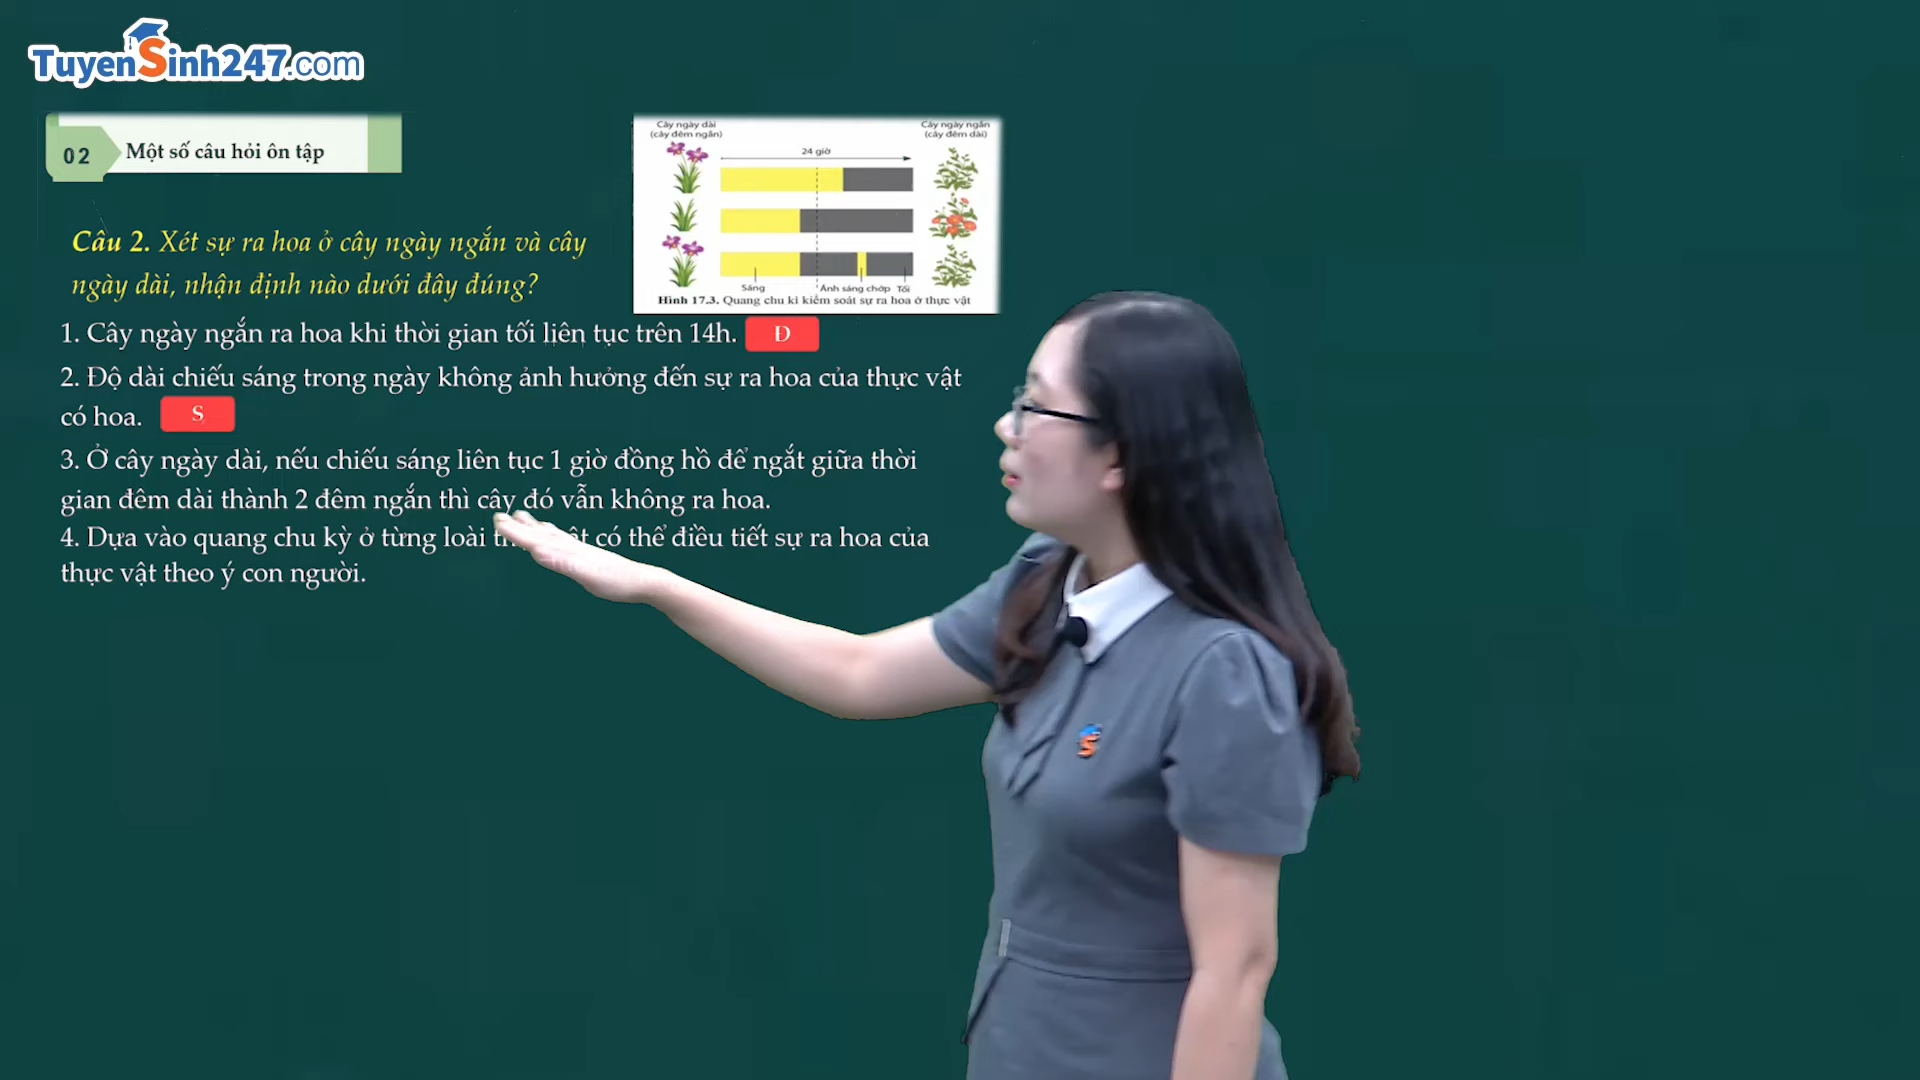 TuyenSinh247.com
02 Một số câu hỏi ôn tập
Cây ngày dài
(cây đêm ngắn)
Cây ngày ngắn
(cây đêm dài)
24 giờ
Sáng
Ánh sáng chớp
Tối
Hình 17.3. Quang chu kì kiểm soát sự ra hoa ở thực vật
Câu 2. Xét sự ra hoa ở cây ngày ngắn và cây
ngày dài, nhận định nào dưới đây đúng?
1. Cây ngày ngắn ra hoa khi thời gian tối liên tục trên 14h. Đ
2. Độ dài chiếu sáng trong ngày không ảnh hưởng đến sự ra hoa của thực vật
có hoa. S
3. Ở cây ngày dài, nếu chiếu sáng liên tục 1 giờ đồng hồ để ngắt giữa thời
gian đêm dài thành 2 đêm ngắn thì cây đó vẫn không ra hoa.
4. Dựa vào quang chu kỳ ở từng loài có thể điều tiết sự ra hoa của
thực vật theo ý con người.
S